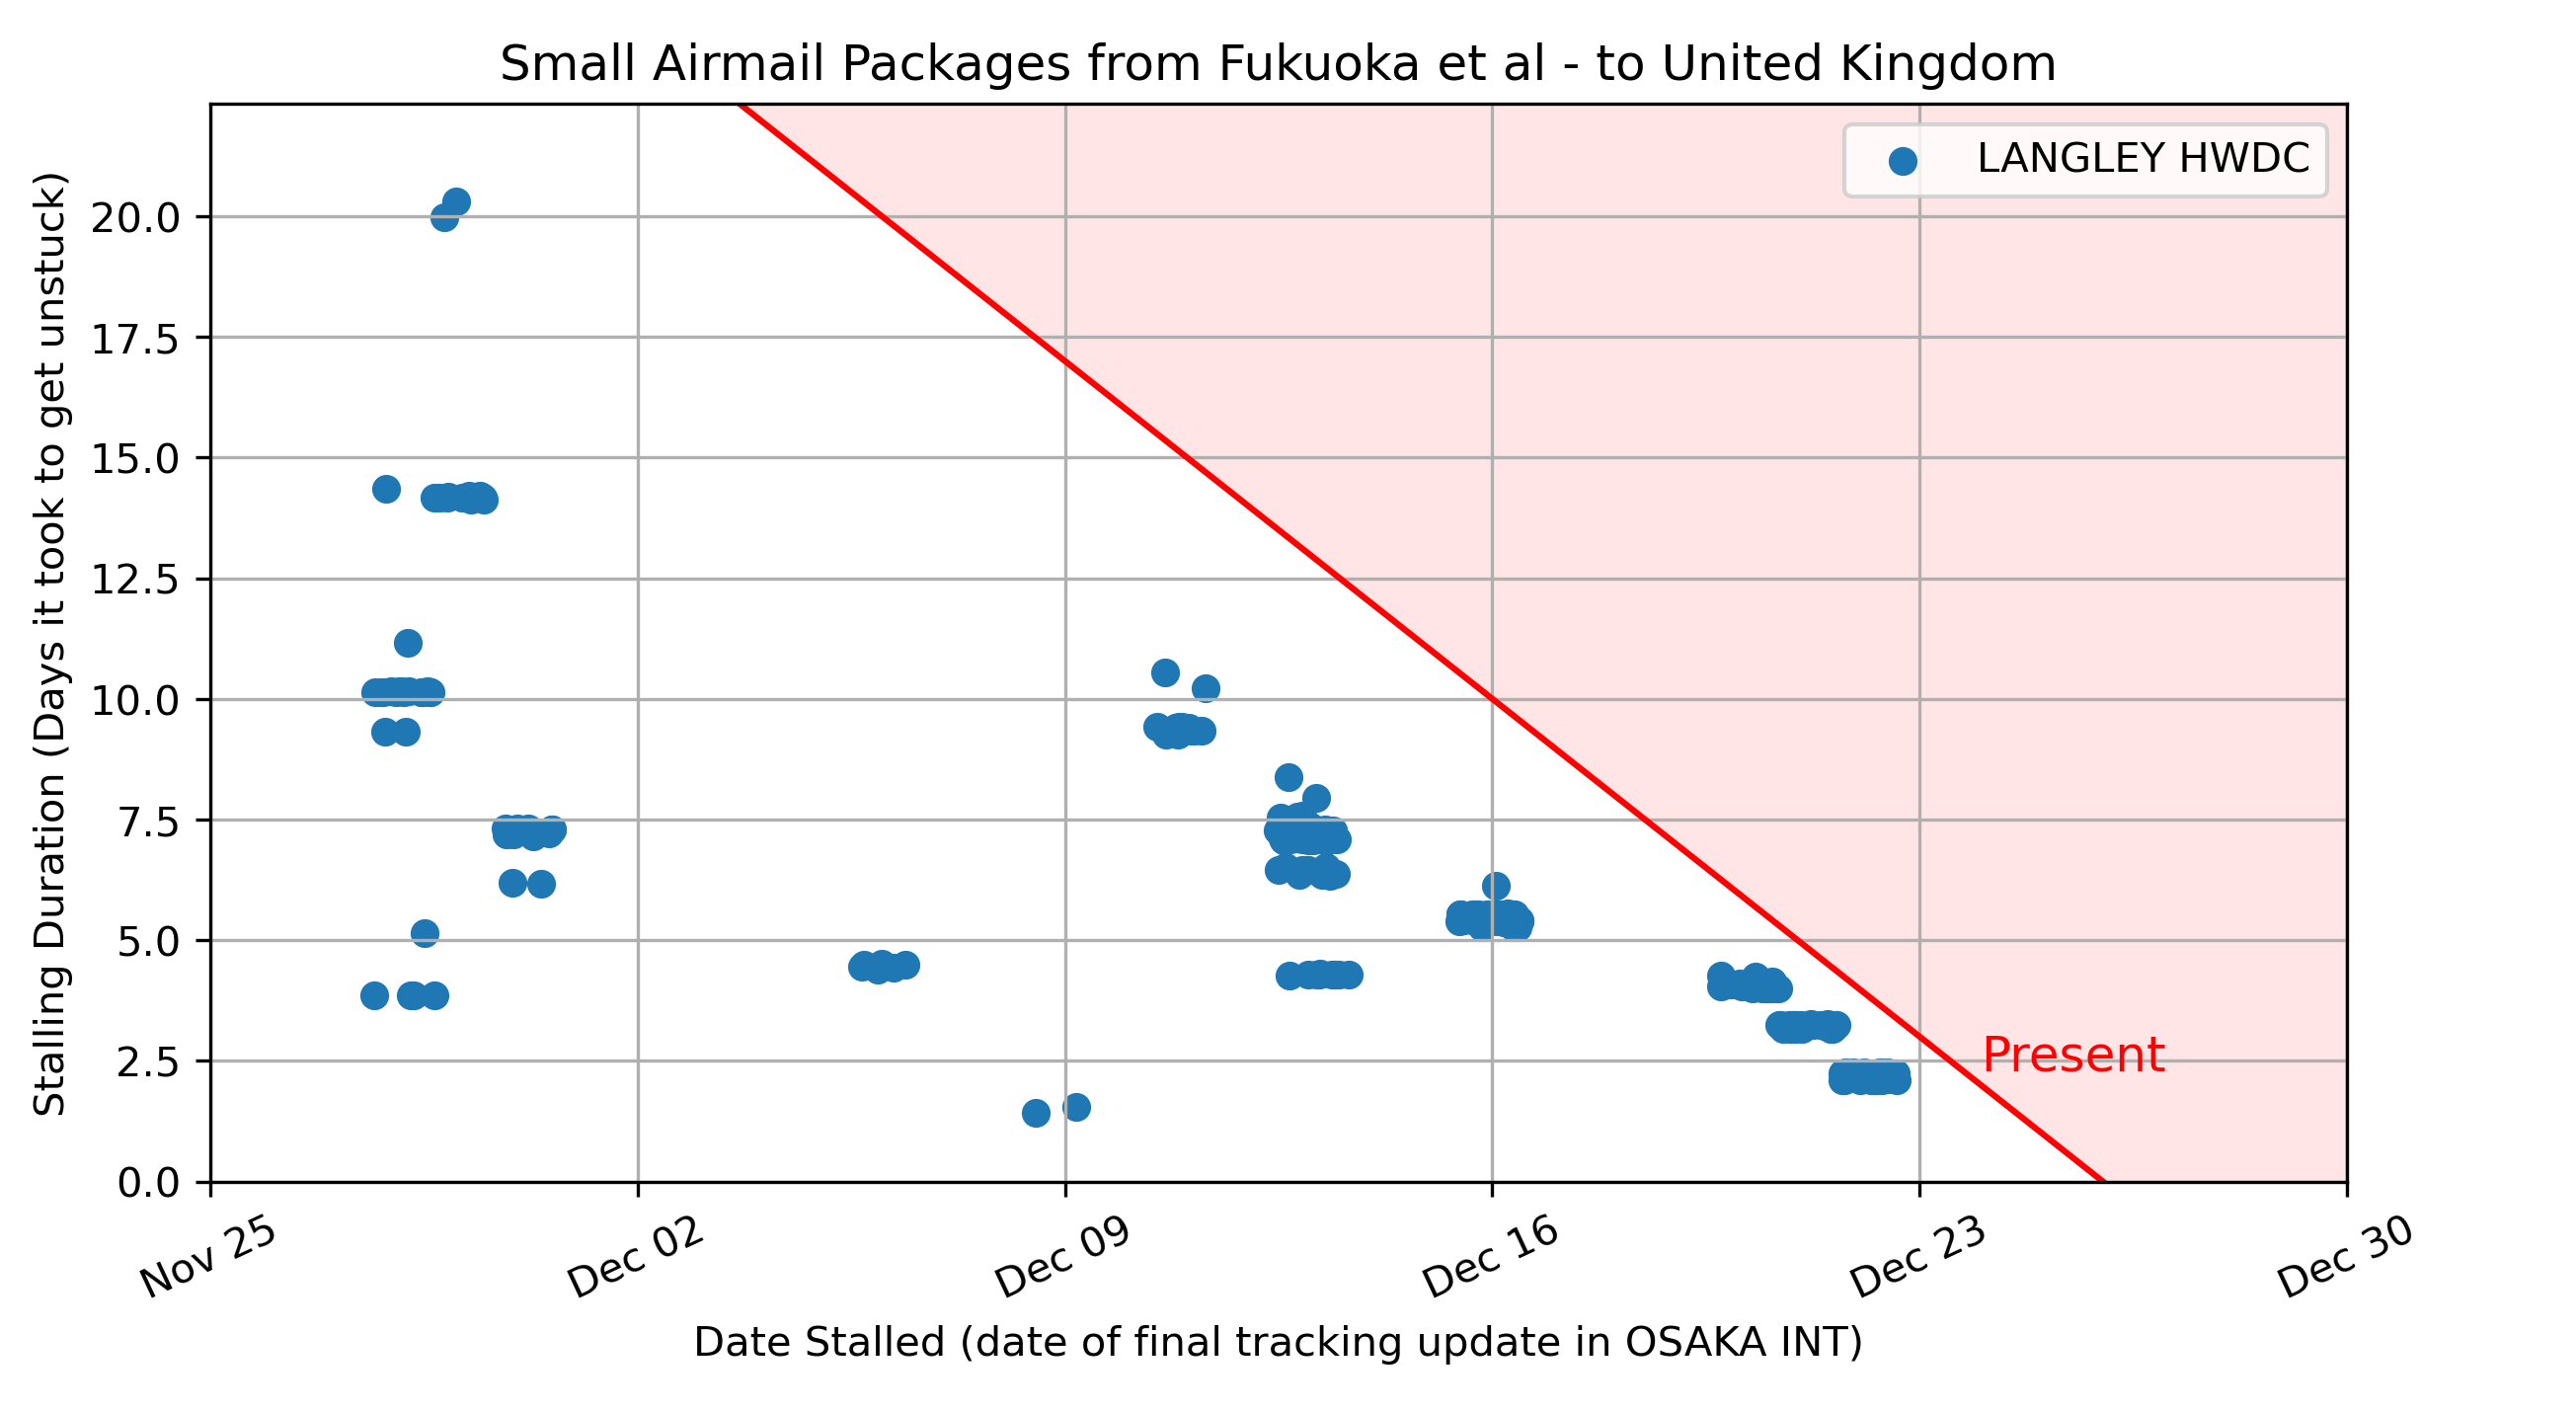 Small Airmail Packages from Fukuoka et al - to United Kingdom
LANGLEY HWDC
Stalling Duration (Days it took to get unstuck)
20.0
17.5
15.0
12.5
10.0
7.5
5.0
2.5
0.0
Present
Nov 25
Dec 02
Dec 09
Dec 16
Dec 23
Dec 30
Date Stalled (date of final tracking update in OSAKA INT)